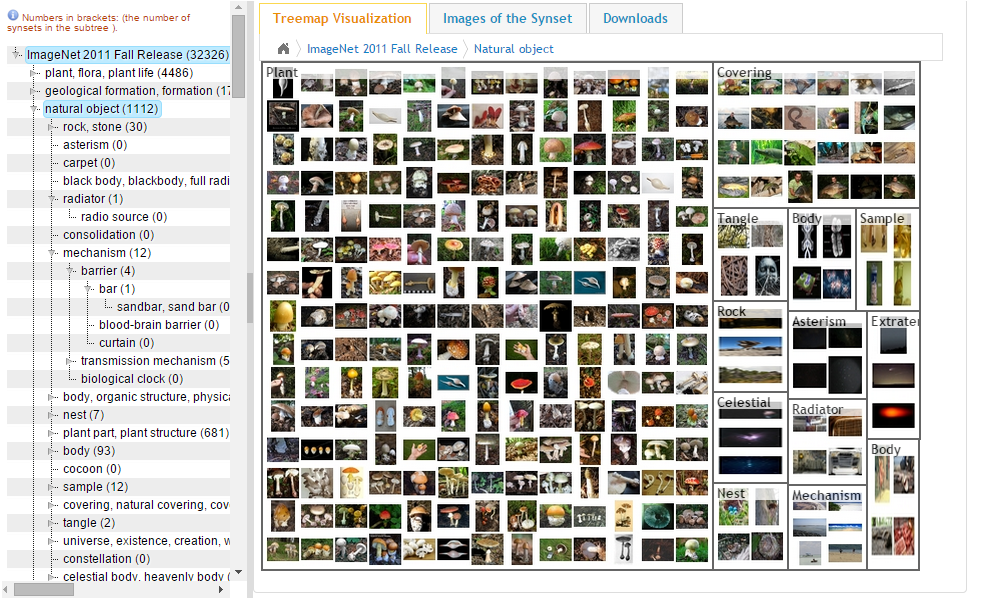 Numbers in brackets: (the number of
synsets in the subtree ).
ImageNet 2011 Fall Release (32326)
plant, flora, plant life (4486)
geological formation, formation (17
natural object (1112)
rock, stone (30)
asterism (0)
carpet (0)
black body, blackbody, full radi
radiator (1)
radio source (0)
consolidation (0)
mechanism (12)
barrier (4)
bar (1)
sandbar, sand bar (0
blood-brain barrier (0)
curtain (0)
transmission mechanism (5
biological clock (0)
body, organic structure, physica
nest (7)
plant part, plant structure (681)
body (93)
cocoon (0)
sample (12)
covering, natural covering, cov
tangle (2)
universe, existence, creation, w
constellation (0)
celestial body, heavenly body (
Treemap Visualization
Images of the Synset
Downloads
ImageNet 2011 Fall Release
Natural object
Plant
Covering
Tangle
Body
Sample
Rock
Asterism
Extrater
Celestial
Radiator
Body
Nest
Mechanism